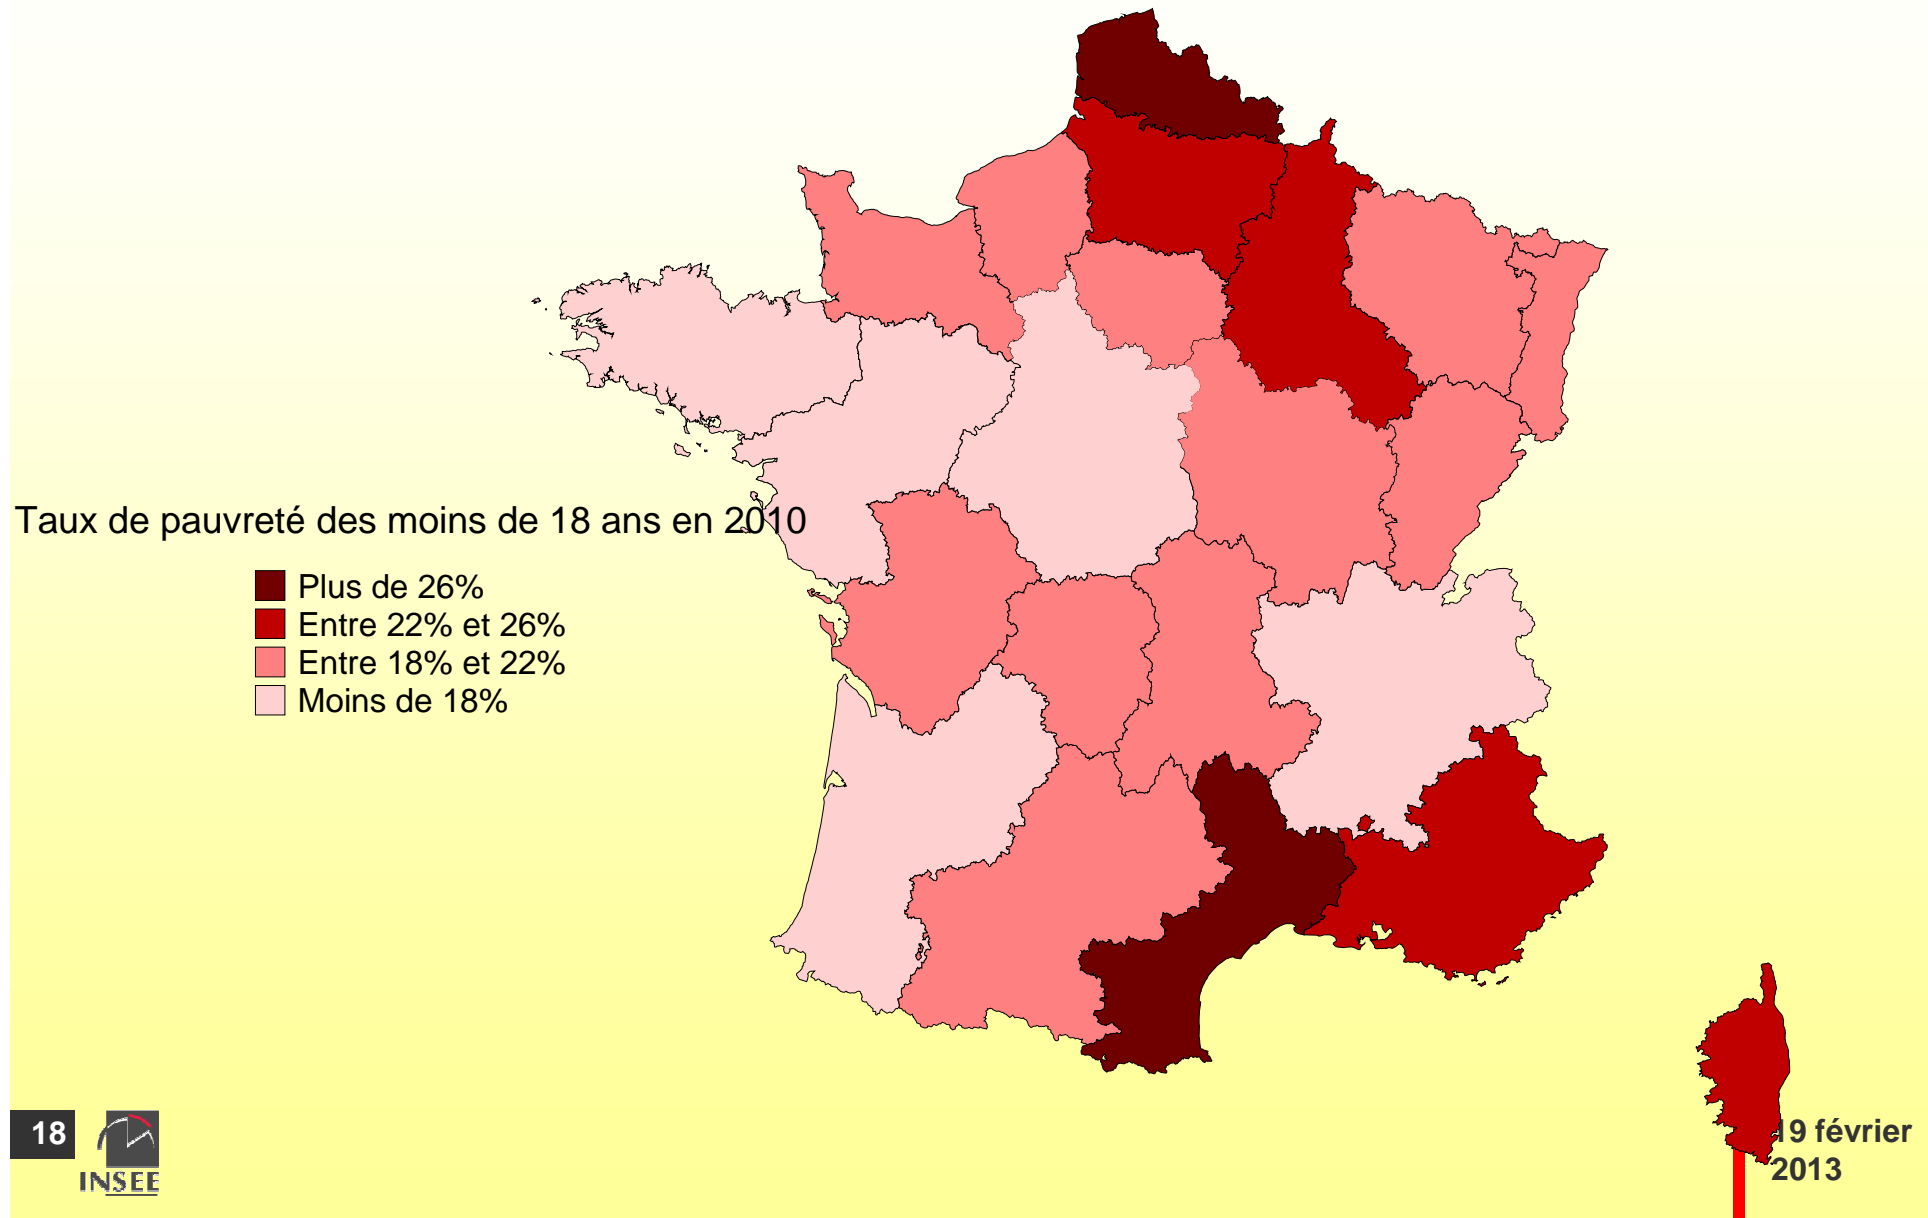 Taux de pauvreté des moins de 18 ans en 2010
Plus de 26%
Entre 22% et 26%
Entre 18% et 22%
Moins de 18%
18
INSEE
19 février
2013